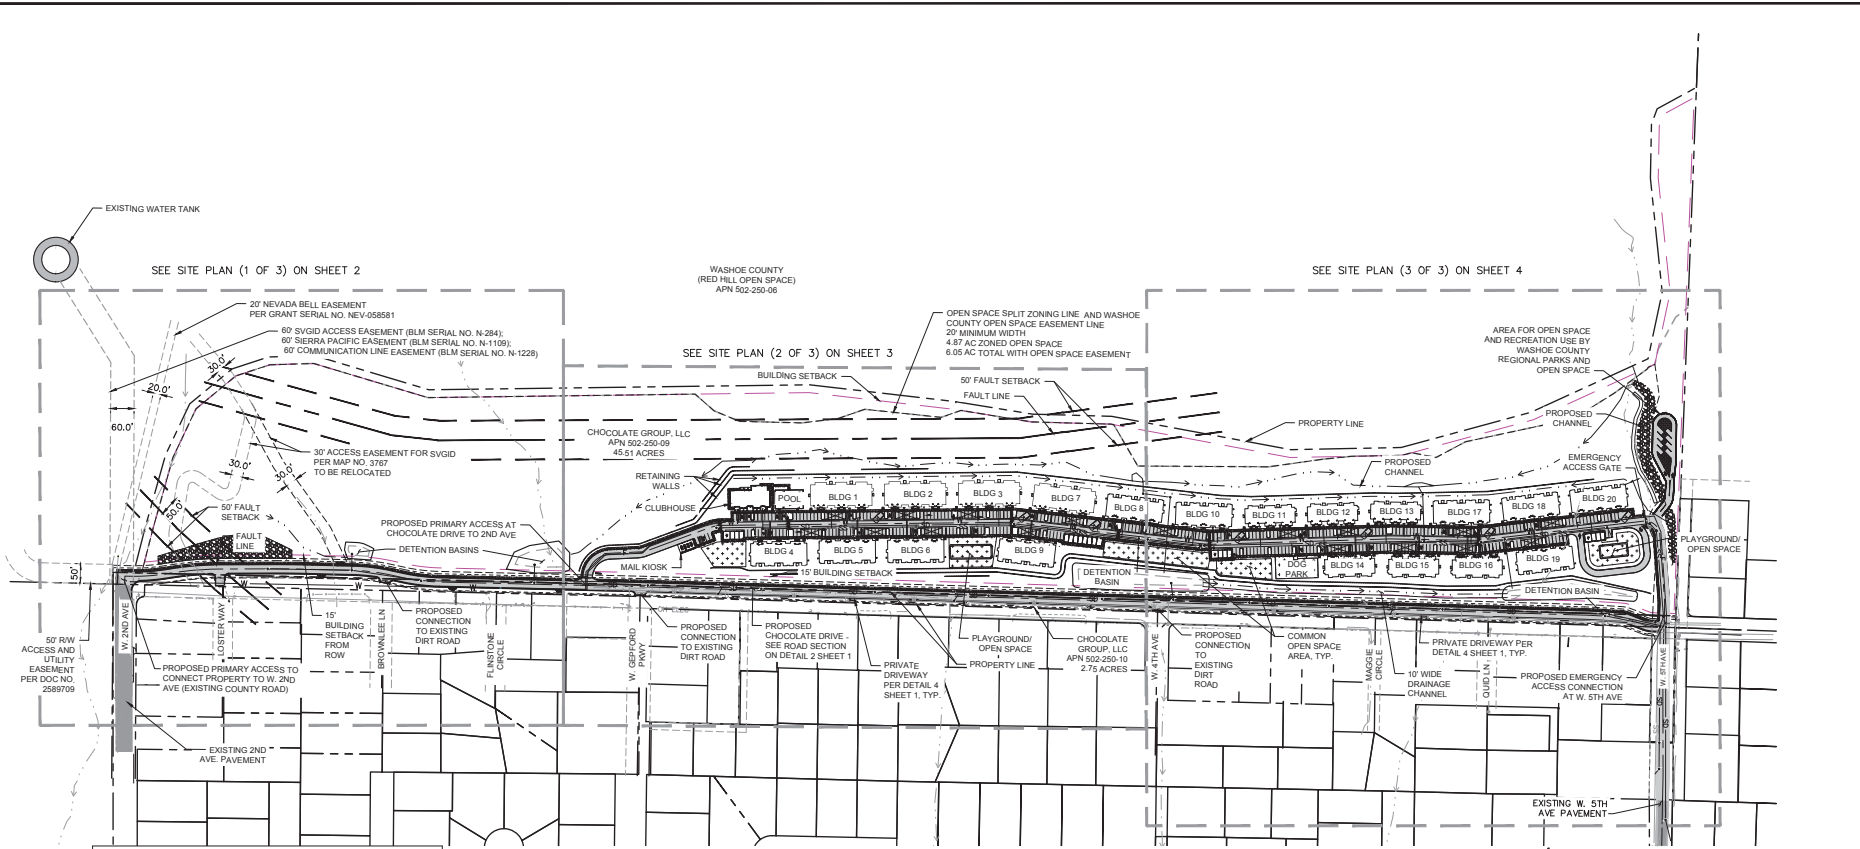 EXISTING WATER TANK
SEE SITE PLAN (1 OF 3) ON SHEET 2
WASHOE COUNTY
(RED HILL OPEN SPACE)
APN 502-250-06
SEE SITE PLAN (3 OF 3) ON SHEET 4
20' NEVADA BELL EASEMENT
PER GRANT SERIAL NO. NEV-058581
60' SVGID ACCESS EASEMENT (BLM SERIAL NO. N-284);
60' SIERRA PACIFIC EASEMENT (BLM SERIAL NO. N-1109);
60' COMMUNICATION LINE EASEMENT (BLM SERIAL NO. N-1228)
SEE SITE PLAN (2 OF 3) ON SHEET 3
OPEN SPACE SPLIT ZONING LINE AND WASHOE
COUNTY OPEN SPACE EASEMENT LINE
20' MINIMUM WIDTH
4.87 AC ZONED OPEN SPACE
6.05 AC TOTAL WITH OPEN SPACE EASEMENT
AREA FOR OPEN SPACE
AND RECREATION USE BY
WASHOE COUNTY
REGIONAL PARKS AND
OPEN SPACE
30.0'
20.0'
60.0'
BUILDING SETBACK
50' FAULT SETBACK
FAULT LINE
PROPERTY LINE
PROPOSED
CHANNEL
CHOCOLATE GROUP, LLC
APN 502-250-09
45.51 ACRES
30' ACCESS EASEMENT FOR SVGID
PER MAP NO. 3767
TO BE RELOCATED
30.0'
30.0'
50.0'
50' FAULT
SETBACK
FAULT
LINE
RETAINING
WALLS
CLUBHOUSE
POOL
BLDG 1
BLDG 2
BLDG 3
BLDG 7
BLDG 8
BLDG 10
BLDG 11
BLDG 12
BLDG 13
BLDG 17
BLDG 18
BLDG 20
PROPOSED
CHANNEL
EMERGENCY
ACCESS GATE
PLAYGROUND/
OPEN SPACE
PROPOSED PRIMARY ACCESS AT
CHOCOLATE DRIVE TO 2ND AVE
DETENTION BASINS
MAIL KIOSK
BLDG 4
BLDG 5
BLDG 6
BLDG 9
15' BUILDING SETBACK
DETENTION
BASIN
DOG
PARK
BLDG 14
BLDG 15
BLDG 16
BLDG 19
DETENTION BASIN
50'
W
W
W
50' R/W
ACCESS AND
UTILITY
EASEMENT
PER DOC NO.
2589709
W. 2ND AVE
LOSTER WAY
15'
BUILDING
SETBACK
FROM
ROW
BROWNLEE LN
PROPOSED
CONNECTION
TO EXISTING
DIRT ROAD
FLINSTONE
CIRCLE
W. GEPFORD
PKWY
PROPOSED
CONNECTION
TO EXISTING
DIRT ROAD
PROPOSED
CHOCOLATE DRIVE -
SEE ROAD SECTION
ON DETAIL 2 SHEET 1
PRIVATE
DRIVEWAY
PER DETAIL 4
SHEET 1, TYP.
PLAYGROUND/
OPEN SPACE
PROPERTY LINE
CHOCOLATE
GROUP, LLC
APN 502-250-10
2.75 ACRES
W. 4TH AVE
PROPOSED
CONNECTION
TO
EXISTING
DIRT
ROAD
COMMON
OPEN SPACE
AREA, TYP.
MAGGIE
CIRCLE
10' WIDE
DRAINAGE
CHANNEL
PRIVATE DRIVEWAY PER
DETAIL 4 SHEET 1, TYP.
QUID LN
PROPOSED EMERGENCY
ACCESS CONNECTION
AT W. 5TH AVE
W. 5TH AVE
SD
SD
PROPOSED PRIMARY ACCESS TO
CONNECT PROPERTY TO W. 2ND
AVE (EXISTING COUNTY ROAD)
EXISTING 2ND
AVE. PAVEMENT
EXISTING W. 5TH
AVE PAVEMENT